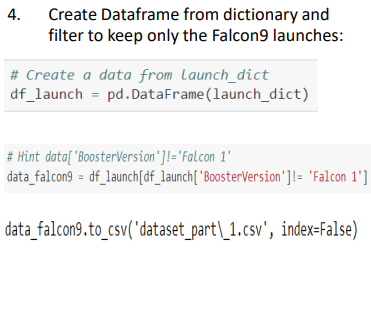 4. Create Dataframe from dictionary and
filter to keep only the Falcon9 launches:
# Create a data from launch_dict
df_launch = pd.DataFrame(launch_dict)
# Hint data['BoosterVersion']!='Falcon 1'
data_falcon9 = df_launch[df_launch['BoosterVersion']!= 'Falcon 1']
data_falcon9.to_csv('dataset_part\_1.csv', index=False)